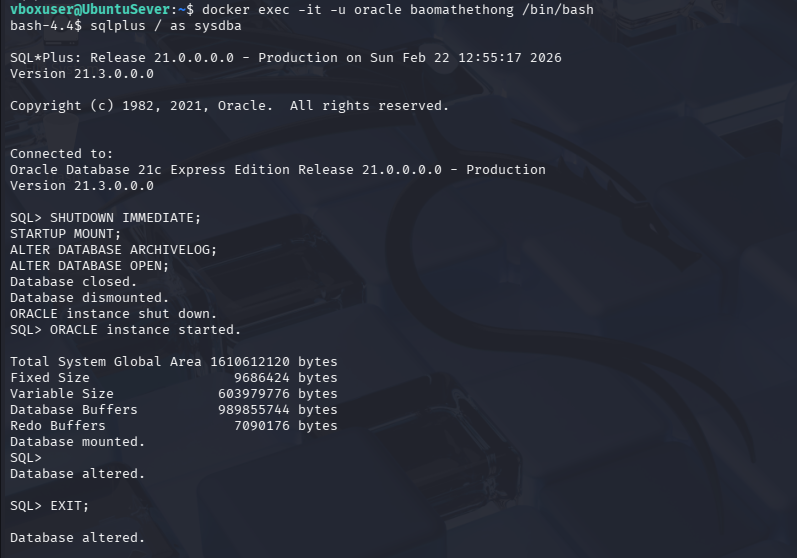 vboxuser@UbuntuSever:~$ docker exec -it -u oracle baomathethong /bin/bash
bash-4.4$ sqlplus / as sysdba
SQL*Plus: Release 21.0.0.0.0 - Production on Sun Feb 22 12:55:17 2026
Version 21.3.0.0.0
Copyright (c) 1982, 2021, Oracle.  All rights reserved.
Connected to:
Oracle Database 21c Express Edition Release 21.0.0.0.0 - Production
Version 21.3.0.0.0
SQL> SHUTDOWN IMMEDIATE;
STARTUP MOUNT;
ALTER DATABASE ARCHIVELOG;
ALTER DATABASE OPEN;
Database closed.
Database dismounted.
ORACLE instance shut down.
SQL> ORACLE instance started.
Total System Global Area 1610612120 bytes
Fixed Size                  9686424 bytes
Variable Size             603979776 bytes
Database Buffers          989855744 bytes
Redo Buffers                7090176 bytes
Database mounted.
SQL>
Database altered.
SQL> EXIT;
Database altered.